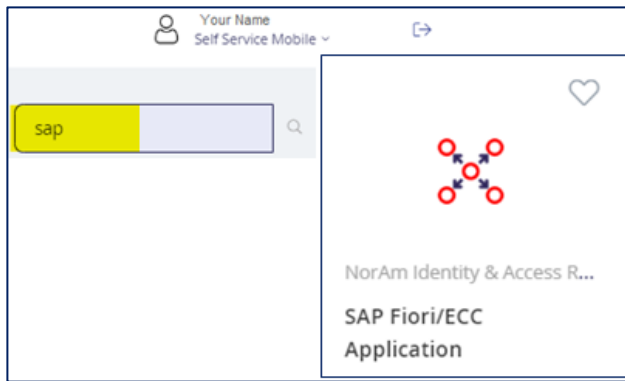 Your Name
Self Service Mobile
sap
NorAm Identity & Access R...
SAP Fiori/ECC
Application